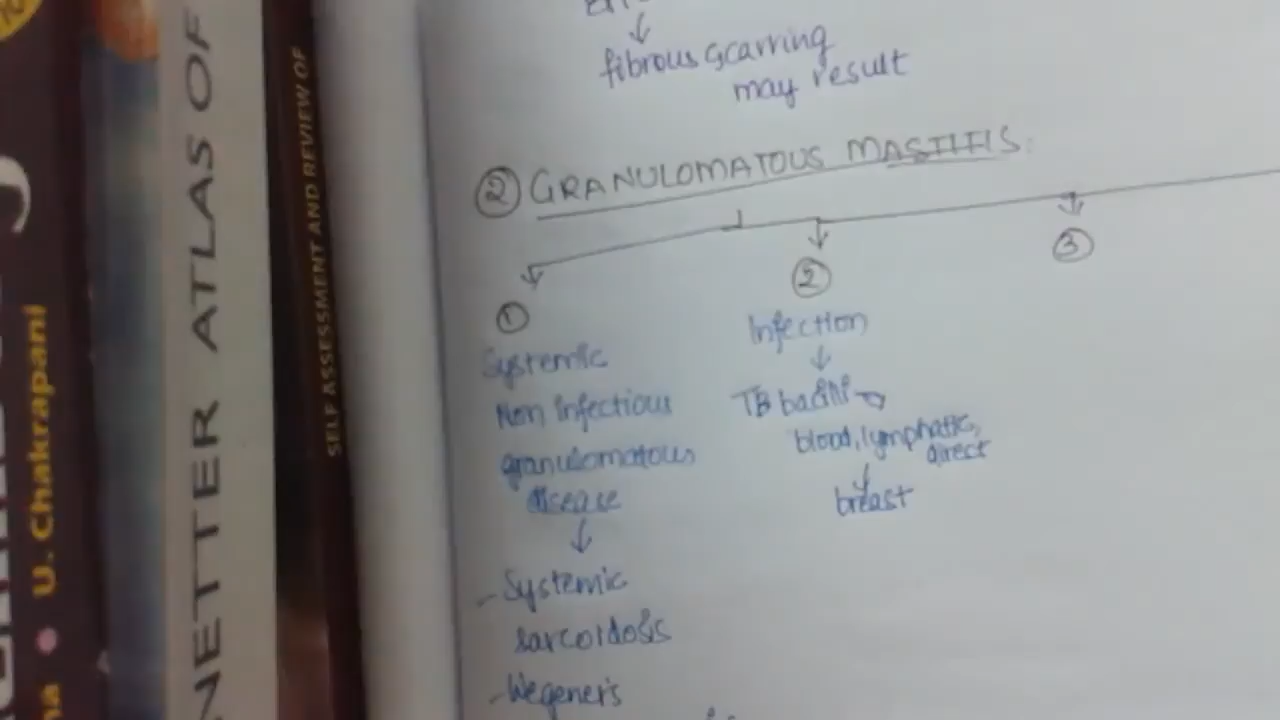 U. Chakrapani
NETTER ATLAS OF
SELF ASSESSMENT AND REVIEW OF
↓
fibrous scarring
may result
② GRANULOMATOUS MASTITIS:
①
Systemic
Non infectious
granulomatous
disease
↓
- Systemic
sarcoidosis
- Wegener's
②
Infection
↓
TB bacilli →
blood, lymphatic,
direct
↓
breast
③